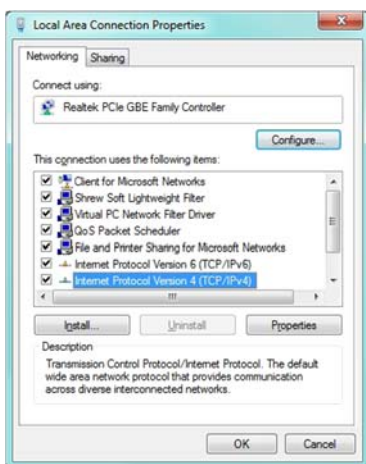 Local Area Connection Properties
Networking
Sharing
Connect using:
Realtek PCIe GBE Family Controller
Configure...
This connection uses the following items:
Client for Microsoft Networks
Shrew Soft Lightweight Filter
Virtual PC Network Filter Driver
QoS Packet Scheduler
File and Printer Sharing for Microsoft Networks
Internet Protocol Version 6 (TCP/IPv6)
Internet Protocol Version 4 (TCP/IPv4)
Install...
Uninstall
Properties
Description
Transmission Control Protocol/Internet Protocol. The default
wide area network protocol that provides communication
across diverse interconnected networks.
OK
Cancel